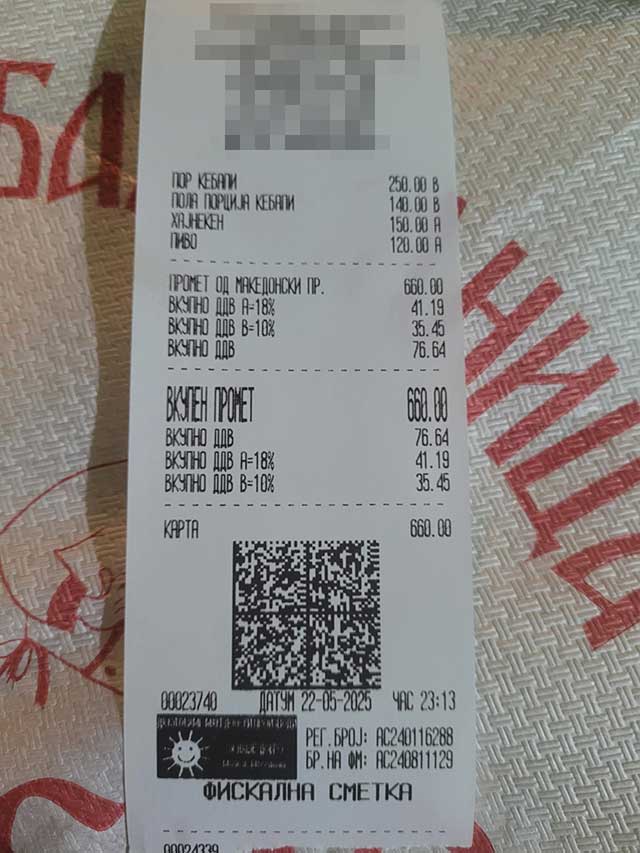 ПОР КЕБАПИ 250.00 В
ПОЛА ПОРЦИЈА КЕБАПИ 140.00 В
ХАЈНЕКЕН 150.00 А
ПИВО 120.00 А
ПРОМЕТ ОД МАКЕДОНСКИ ПР. 660.00
ВКУПНО ДДВ А=18% 41.19
ВКУПНО ДДВ В=10% 35.45
ВКУПНО ДДВ 76.64
ВКУПЕН ПРОМЕТ 660.00
ВКУПНО ДДВ 76.64
ВКУПНО ДДВ А=18% 41.19
ВКУПНО ДДВ В=10% 35.45
КАРТА 660.00
00023740 ДАТУМ 22-05-2025 ЧАС 23:13
РЕГ.БРОЈ: AC240116288
БР.НА ФМ: AC240811129
ФИСКАЛНА СМЕТКА
00024339